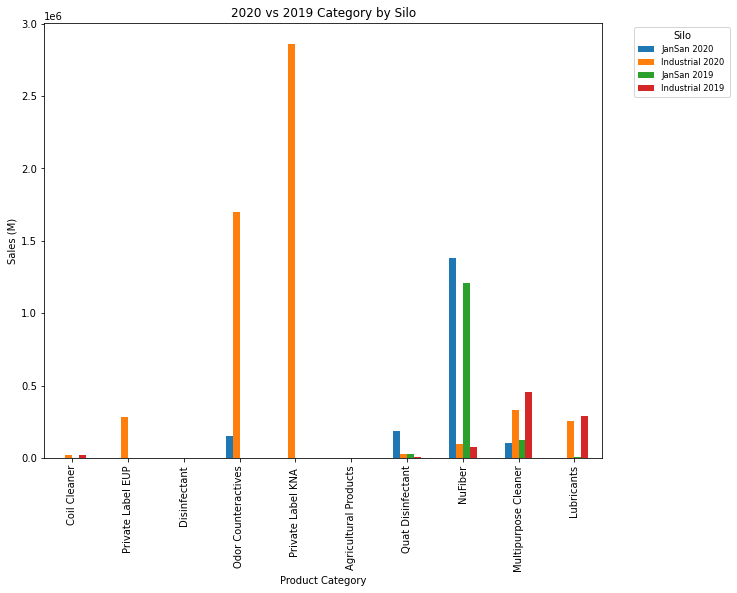 2020 vs 2019 Category by Silo
1e6
3.0
2.5
2.0
1.5
1.0
0.5
0.0
Sales (M)
Coil Cleaner
Private Label EUP
Disinfectant
Odor Counteractives
Private Label KNA
Agricultural Products
Quat Disinfectant
NuFiber
Multipurpose Cleaner
Lubricants
Product Category
Silo
JanSan 2020
Industrial 2020
JanSan 2019
Industrial 2019